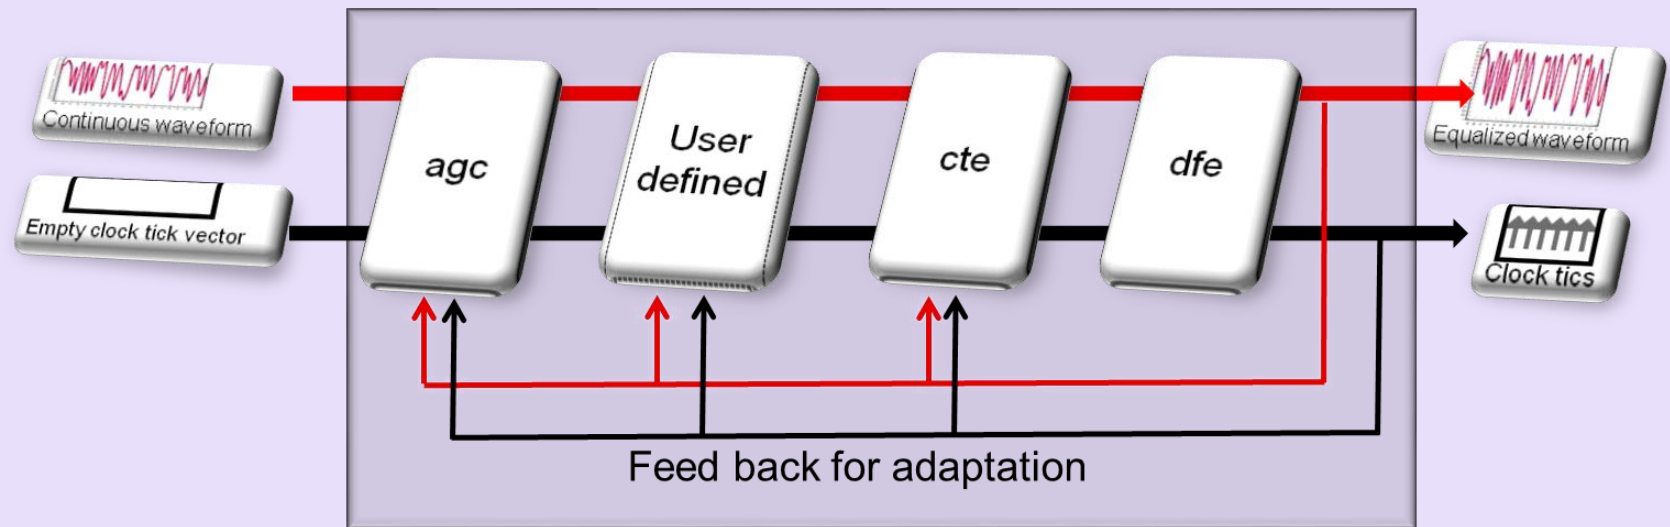 Continuous waveform
Empty clock tick vector
agc
User
defined
cte
dfe
Equalized waveform
Clock tics
Feed back for adaptation